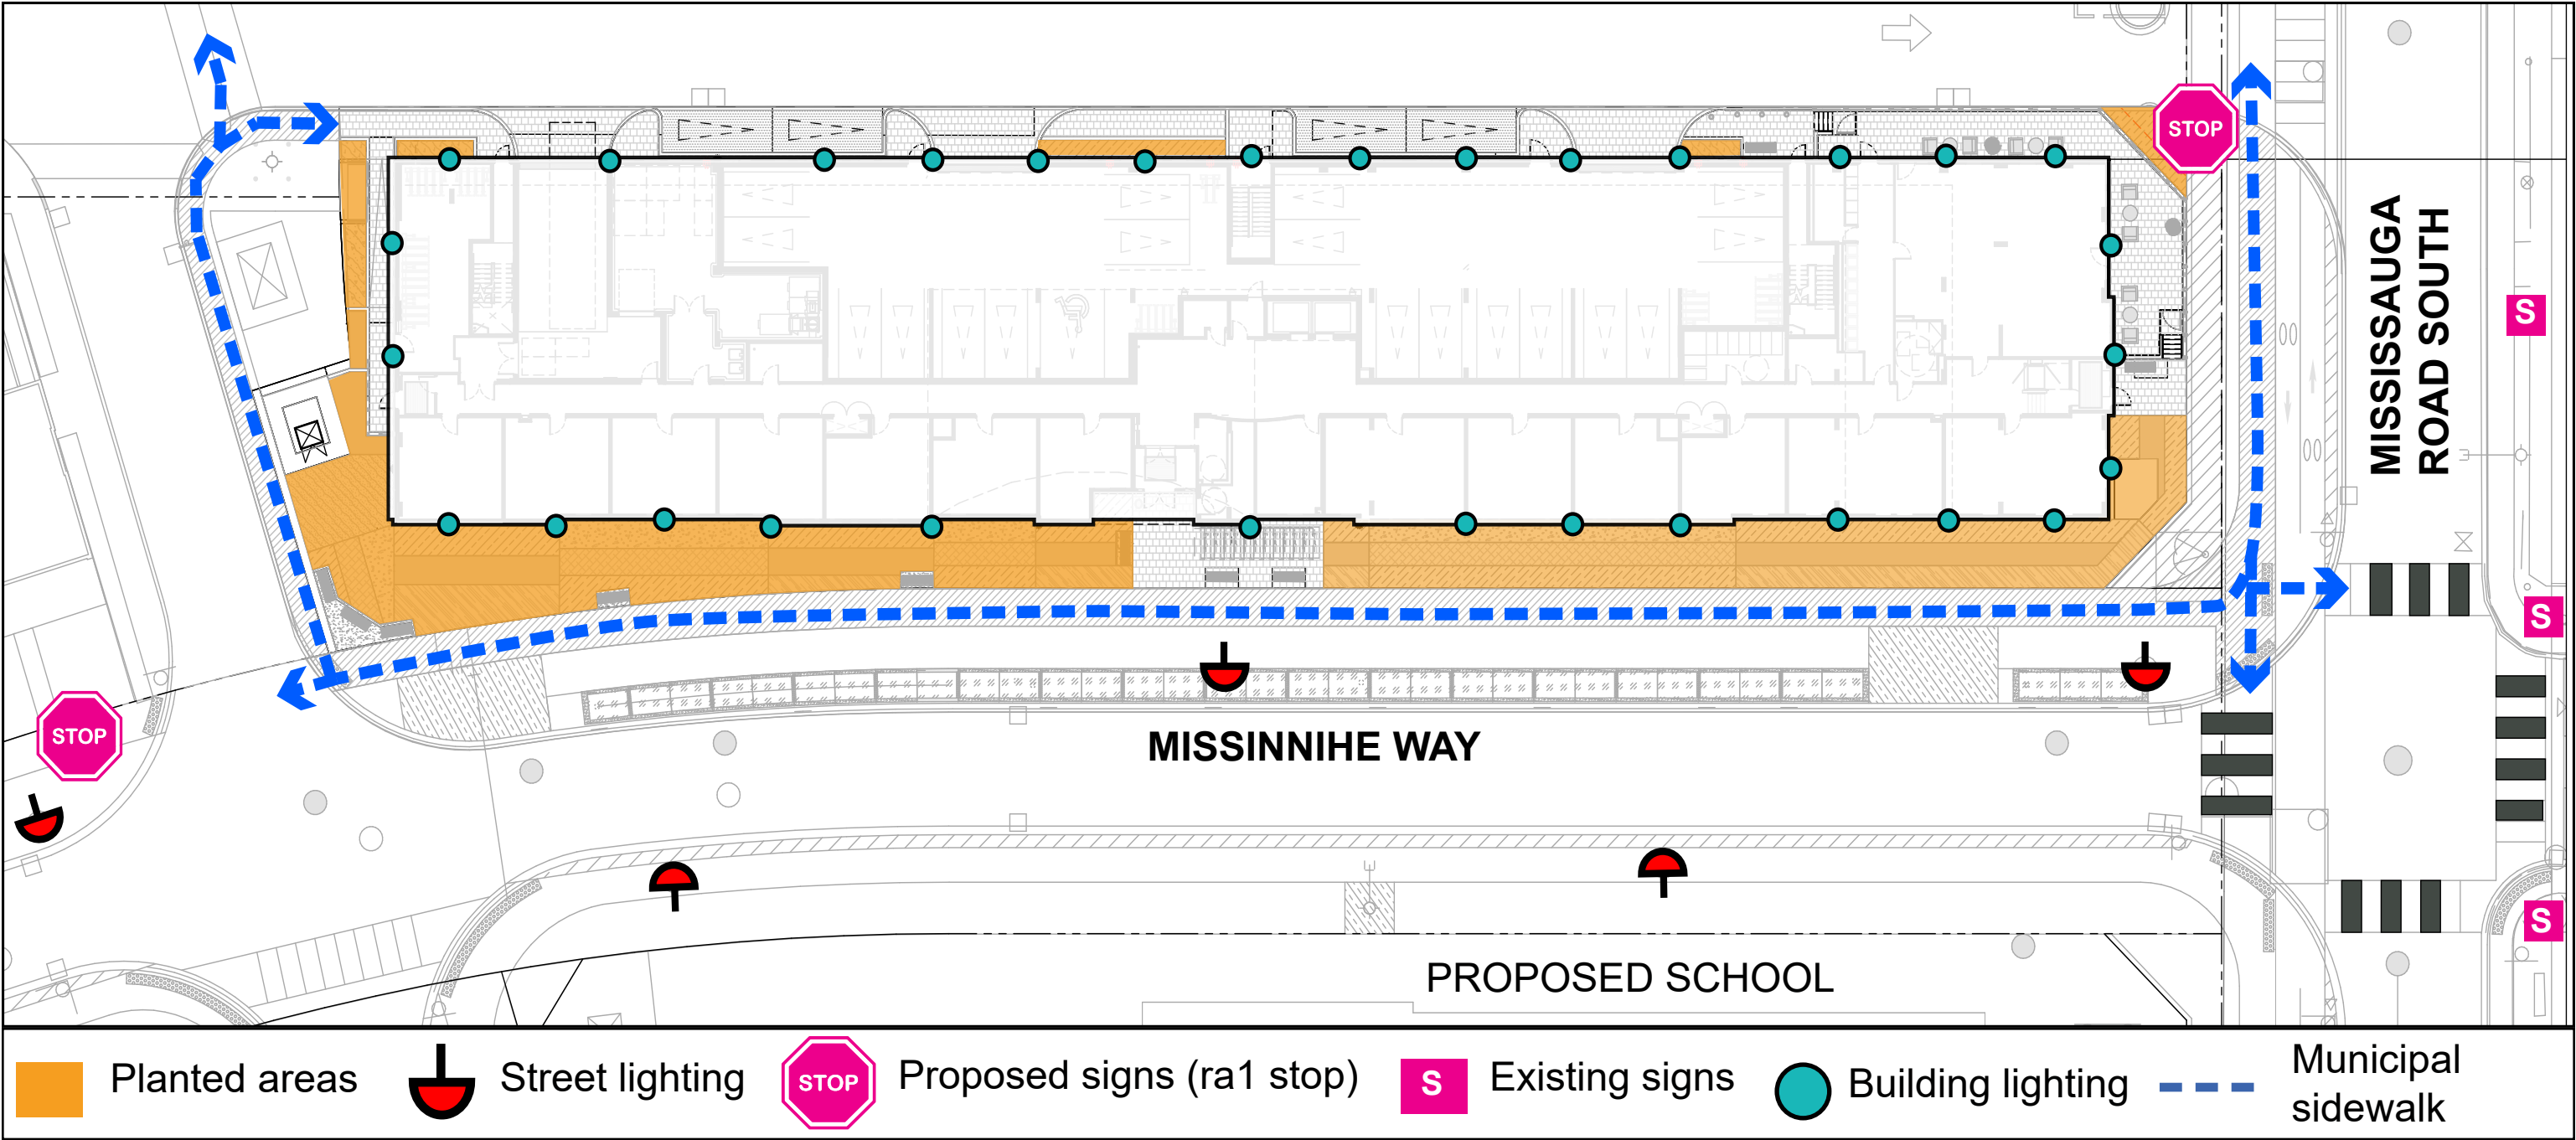 STOP
MISSISSAUGA
ROAD SOUTH
S
S
STOP
MISSINNIHE WAY
S
PROPOSED SCHOOL
Planted areas
Street lighting
STOP
Proposed signs (ra1 stop)
S
Existing signs
Building lighting
Municipal
sidewalk